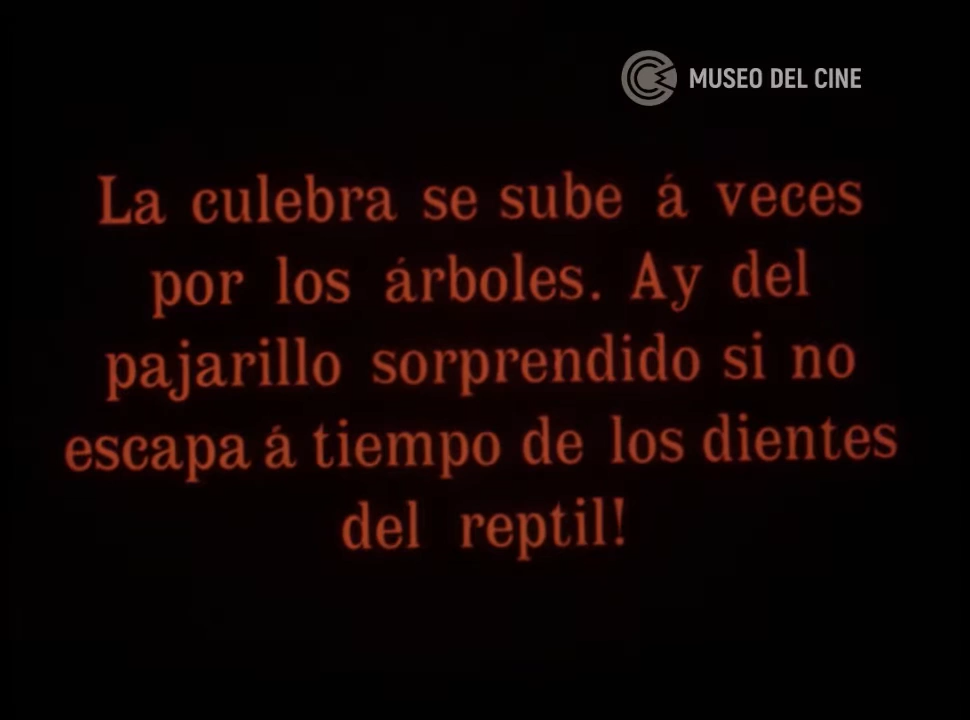 MUSEO DEL CINE
La culebra se sube á veces
por los árboles. Ay del
pajarillo sorprendido si no
escapa á tiempo de los dientes
del reptil!